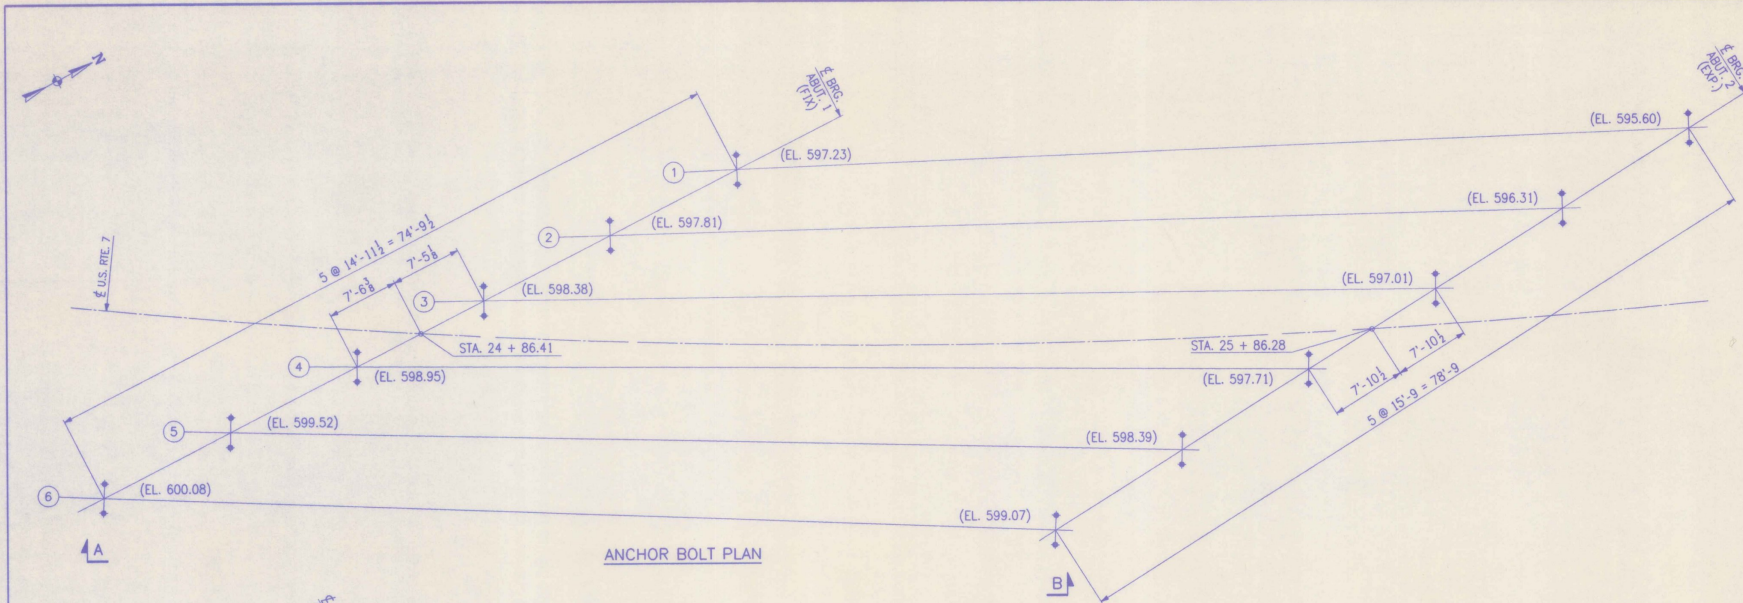 N
℄ BRG.
ABUT. 1
(FIX)
℄ BRG.
ABUT. 2
(EXP.)
(EL. 595.60)
1
(EL. 597.23)
(EL. 596.31)
2
(EL. 597.81)
5 @ 14'-11½ = 74'-9½
7'-5⅛
7'-6⅜
℄ U.S. RTE. 7
3
(EL. 598.38)
(EL. 597.01)
STA. 24 + 86.41
STA. 25 + 86.28
7'-10½
7'-10½
5 @ 15'-9 = 78'-9
4
(EL. 598.95)
(EL. 597.71)
5
(EL. 599.52)
(EL. 598.39)
6
(EL. 600.08)
(EL. 599.07)
A
ANCHOR BOLT PLAN
B